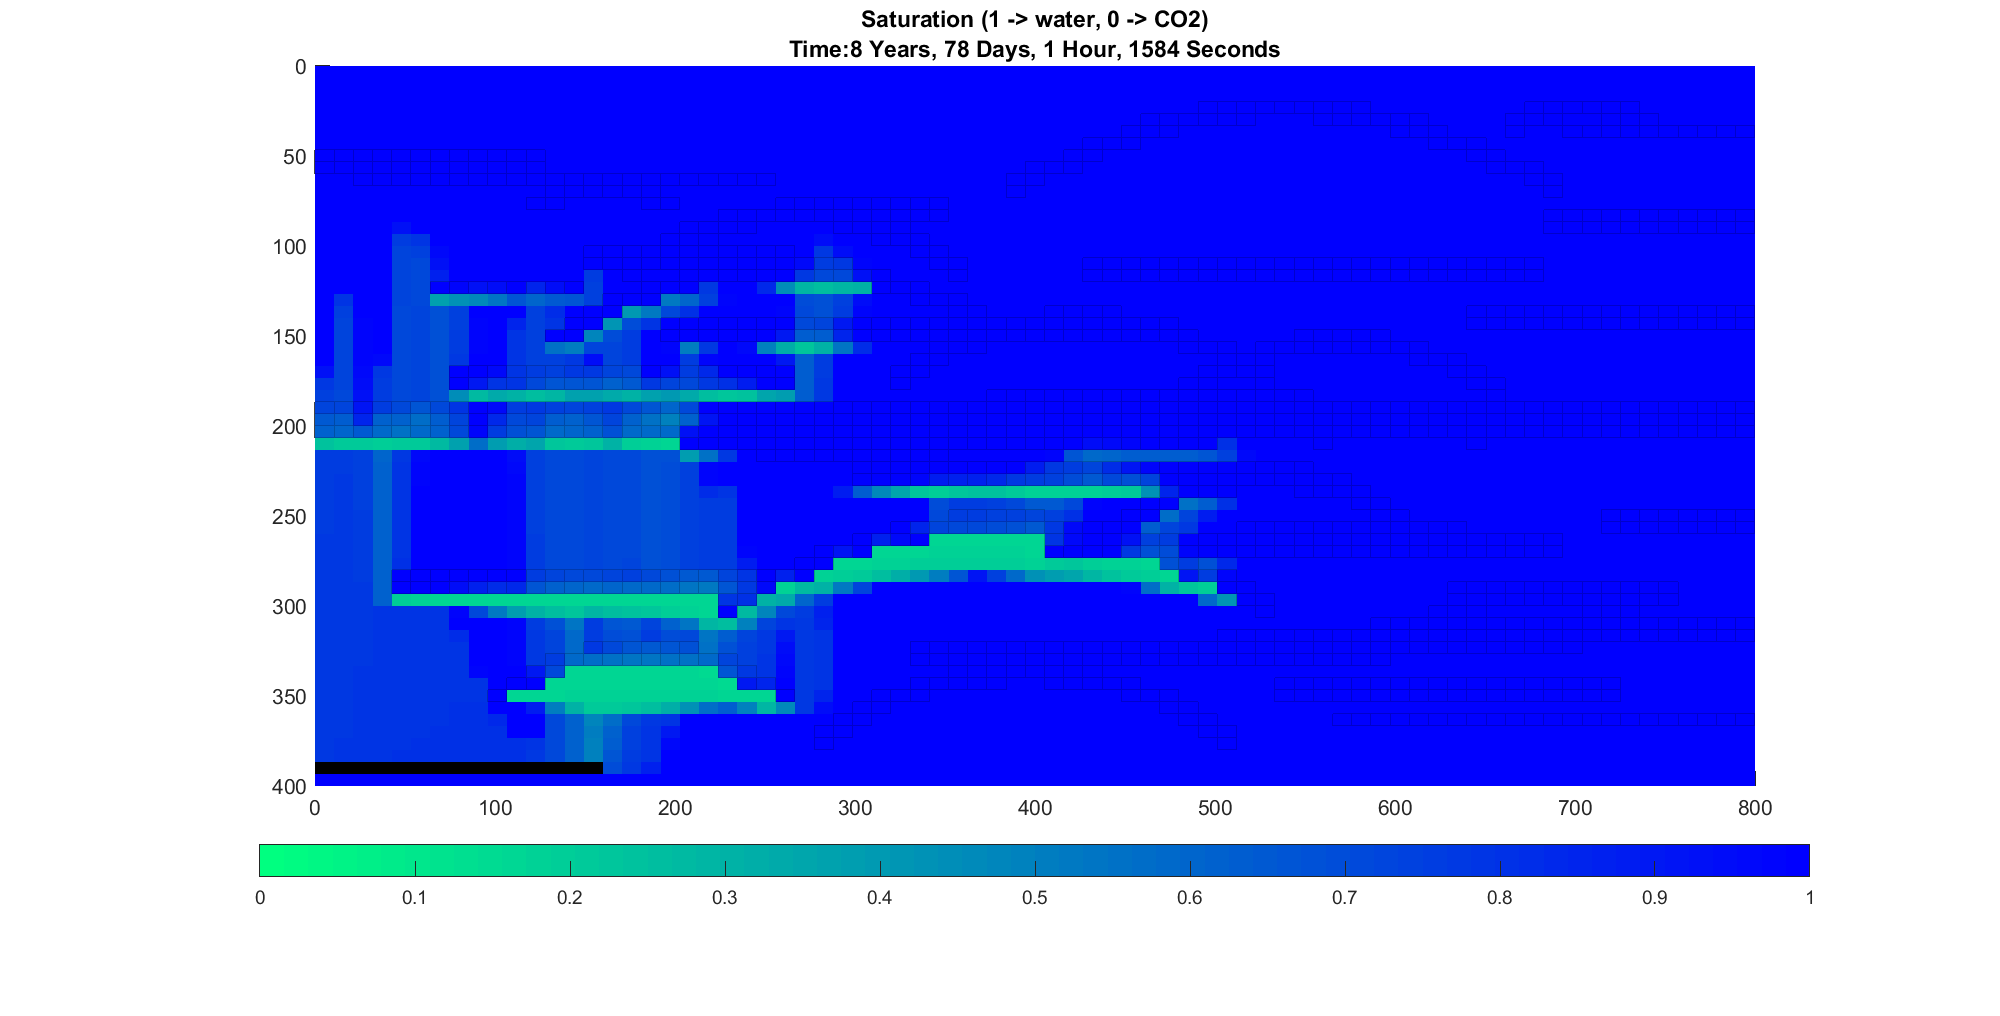 Saturation (1 -> water, 0 -> CO2)
Time:8 Years, 78 Days, 1 Hour, 1584 Seconds
0
50
100
150
200
250
300
350
400
0 100 200 300 400 500 600 700 800
0 0.1 0.2 0.3 0.4 0.5 0.6 0.7 0.8 0.9 1